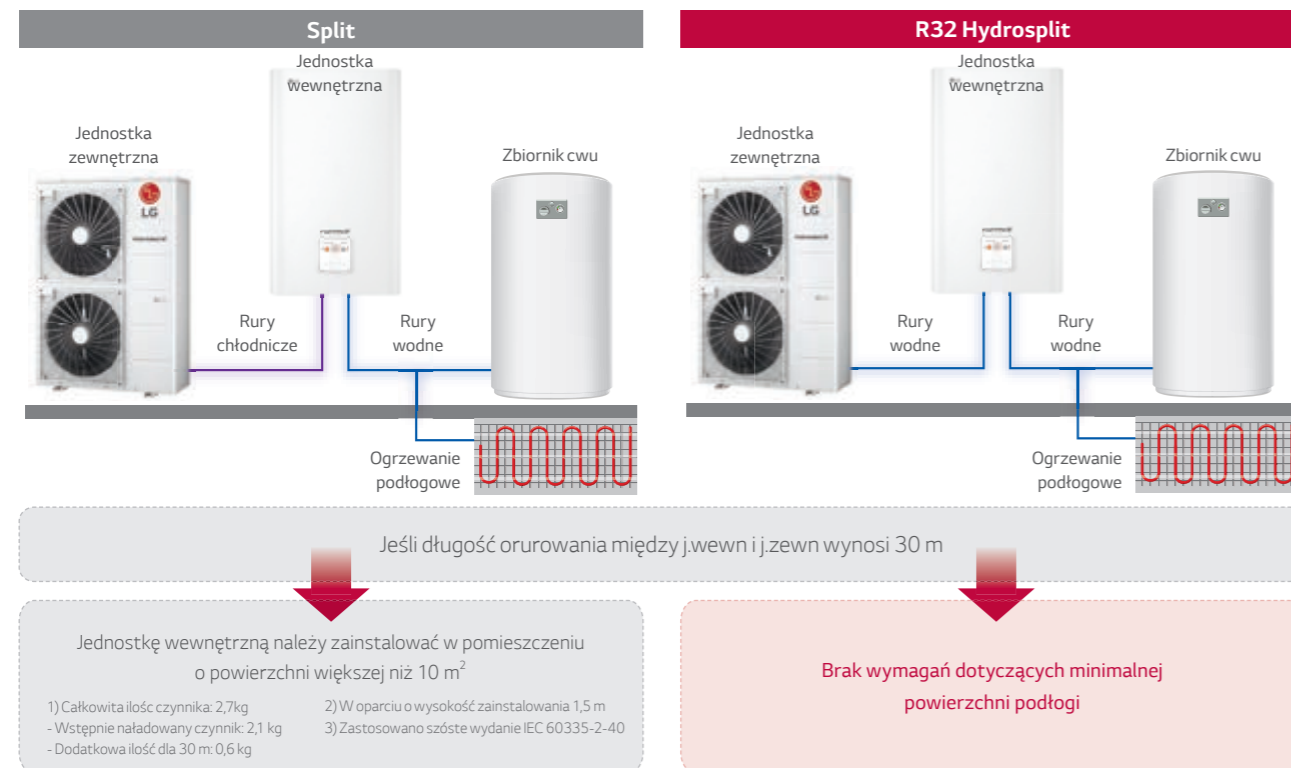 Split
Jednostka
wewnętrzna
Jednostka
zewnętrzna
Zbiornik cwu
LG
Rury
chłodnicze
Rury
wodne
Ogrzewanie
podłogowe
R32 Hydrosplit
Jednostka
wewnętrzna
Jednostka
zewnętrzna
Zbiornik cwu
LG
Rury
wodne
Rury
wodne
Ogrzewanie
podłogowe
Jeśli długość orurowania między j.wewn i j.zewn wynosi 30 m
Jednostkę wewnętrzną należy zainstalować w pomieszczeniu
o powierzchni większej niż 10 m²
1) Całkowita ilośc czynnika: 2,7kg
- Wstępnie naładowany czynnik: 2,1 kg
- Dodatkowa ilość dla 30 m: 0,6 kg
2) W oparciu o wysokość zainstalowania 1,5 m
3) Zastosowano szóste wydanie IEC 60335-2-40
Brak wymagań dotyczących minimalnej
powierzchni podłogi